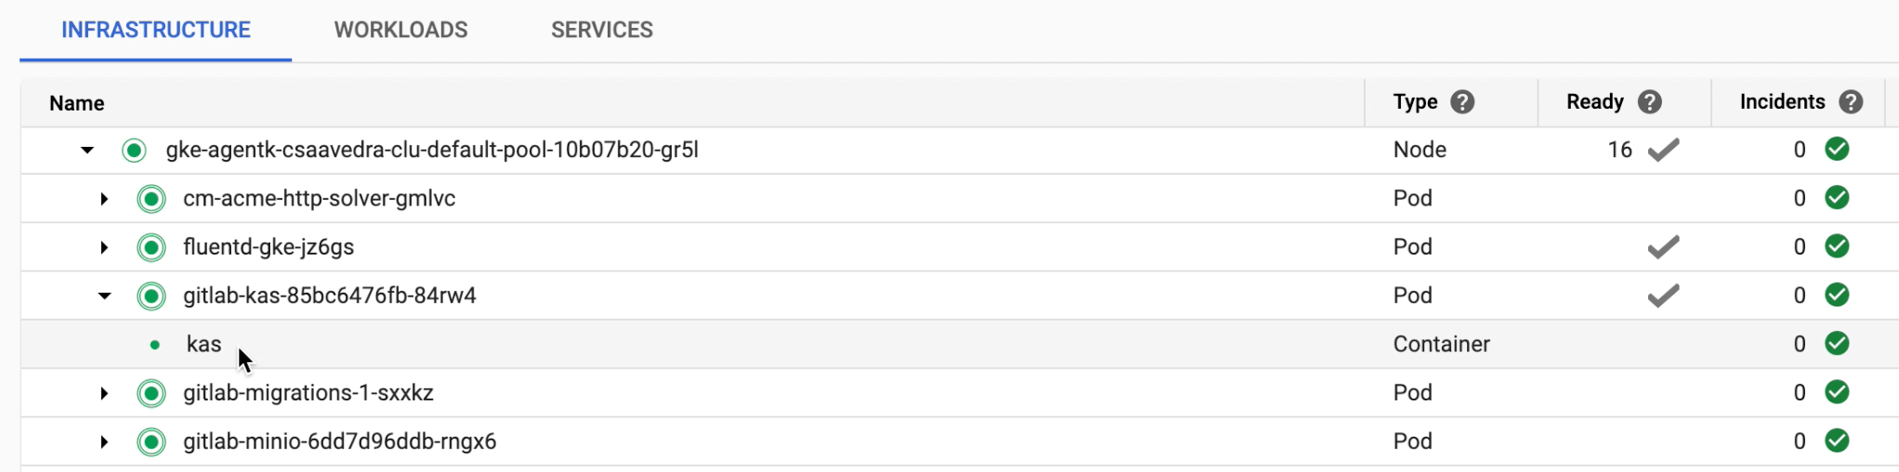 INFRASTRUCTURE WORKLOADS SERVICES
Name Type Ready Incidents
gke-agentk-csaavedra-clu-default-pool-10b07b20-gr5l Node 16 0
cm-acme-http-solver-gmlvc Pod 0
fluentd-gke-jz6gs Pod 0
gitlab-kas-85bc6476fb-84rw4 Pod 0
kas Container 0
gitlab-migrations-1-sxxkz Pod 0
gitlab-minio-6dd7d96ddb-rngx6 Pod 0